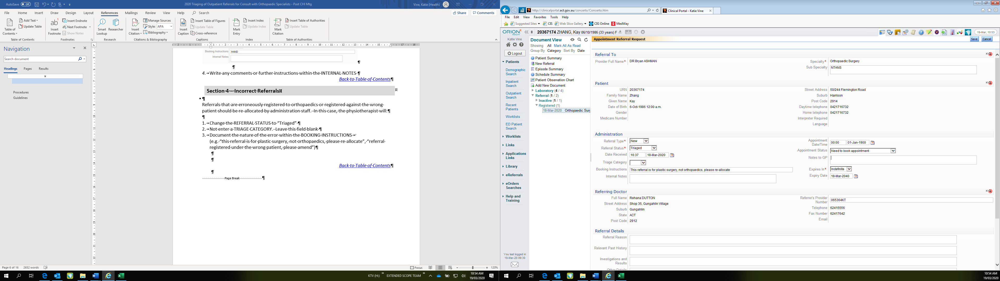 AutoSave Off
2020 Triaging of Outpatient Referrals for Consult with Orthopaedic Specialists - Post CHI Mtg
Vine, Katie (Health)
File Home Insert Draw Design Layout References Mailings Review View Help Search
Share Comments
Table of Contents
Add Text
Update Table
Table of Contents
Insert Footnote
Insert Endnote
Next Footnote
Show Notes
Footnotes
Smart Lookup
Researcher
Research
Insert Citation
Manage Sources
Style: APA
Bibliography
Citations & Bibliography
Insert Caption
Insert Table of Figures
Update Table
Cross-reference
Captions
Mark Entry
Insert Index
Update Index
Index
Mark Citation
Insert Table of Authorities
Update Table
Table of Authorities
Navigation
Search document
Headings Pages Results
Procedures
Guidelines
Booking Instructions HAND
Internal Notes
4. Write any comments or further instructions within the INTERNAL NOTES
Back to Table of Contents
Section 4 – Incorrect Referrals
Referrals that are erroneously registered to orthopaedics or registered against the wrong
patient should be re-allocated by administration staff. In this case, the physiotherapist will:
1. Change the REFERRAL STATUS to “Triaged”
2. Not enter a TRIAGE CATEGORY. Leave this field blank
3. Document the nature of the error within the BOOKING INSTRUCTIONS
(e.g. “this referral is for plastic surgery, not orthopaedics, please re-allocate”, “referral
registered under the wrong patient, please amend”)
Back to Table of Contents
Page Break
Page 6 of 16 2652 words
Focus
120%
KTV (H:) EXTENDED SCOPE TEAM
10:54 AM
19/03/2020
http://clinicalportal.act.gov.au/concerto/Concerto.htm
Clinical Portal - Katie Vine
File Edit View Favorites Tools Help
Suggested Sites CIS Web Slice Gallery CIG Online MedWay
ORION HEALTH
20367174 ZHANG, Kay 06/10/1986 (33 years) F
19-Mar, 10:53
Katie Vine
Logout
Patients
Demographic Search
Inpatient Search
Outpatient Search
Recent Patients
Worklists
ED Patient Search
Worklists
Links
Applications Links
Library
eReferrals
eOrders Searches
Help and Training
You last logged in
19-Mar-20 09:30
Document View
Showing All Mark All As Read
Group By Category Sort By Date
Patient Summary
New Referral
Episode Summary
Schedule Summary
Patient Observation Chart
Add New Document
Laboratory (4 / 4)
Referral (1 / 2)
Inactive (1 / 1)
Registered (1)
18-Mar-2020 Orthopaedic Surg
Appointment Referral Request
Save Cancel
Referral To
Provider Full Name* DR Bryan ASHMAN
Specialty* Orthopaedic Surgery
Sub Specialty NTANS
Patient
URN 20367174
Family Name Zhang
Given Name Kay
Date of Birth 6-Oct-1986 12:00 a.m.
Gender
Medicare Number
Street Address 50/244 Flemington Road
Suburb Harrison
Post Code 2914
Daytime telephone 0421716732
Home telephone 0421716732
Interpreter Required
Language
Administration
Referral Type* New
Referral Status* Triaged
Date Received 16:37 18-Mar-2020
Triage Category
Booking Instructions This referral is for plastic surgery, not orthopaedics, please re-allocate
Internal Notes
Appointment Date/Time 00:00 01-Jan-1900
Appointment Status Need to book appointment
Notes to GP
Expires In* Indefinite
Expiry Date 18-Mar-2040
Referring Doctor
Full Name Rehana DUTTON
Street Address Shop 35, Gungahlin Village
Suburb Gungahlin
State ACT
Post Code 2912
Referrer's Provider Number 065364KT
Telephone 62415556
Fax Number 62417642
Email
Referral Details
Referral Reason
Relevant Past History
Investigations and Results
Other Details
10:54 AM
19/03/2020